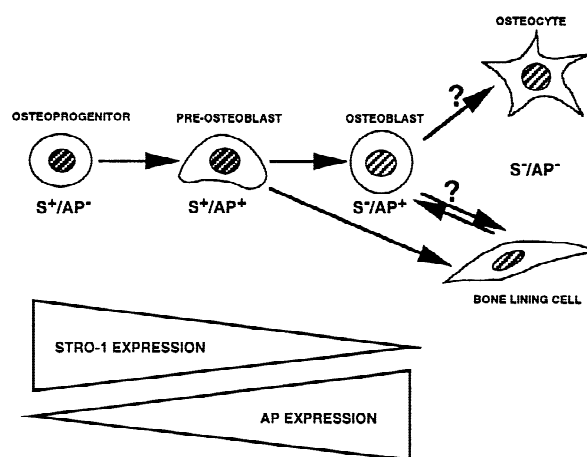 OSTEOCYTE
?
OSTEOPROGENITOR
PRE-OSTEOBLAST
OSTEOBLAST
S⁺/AP⁻
S⁺/AP⁺
S⁻/AP⁺
S⁻/AP⁻
?
BONE LINING CELL
STRO-1 EXPRESSION
AP EXPRESSION